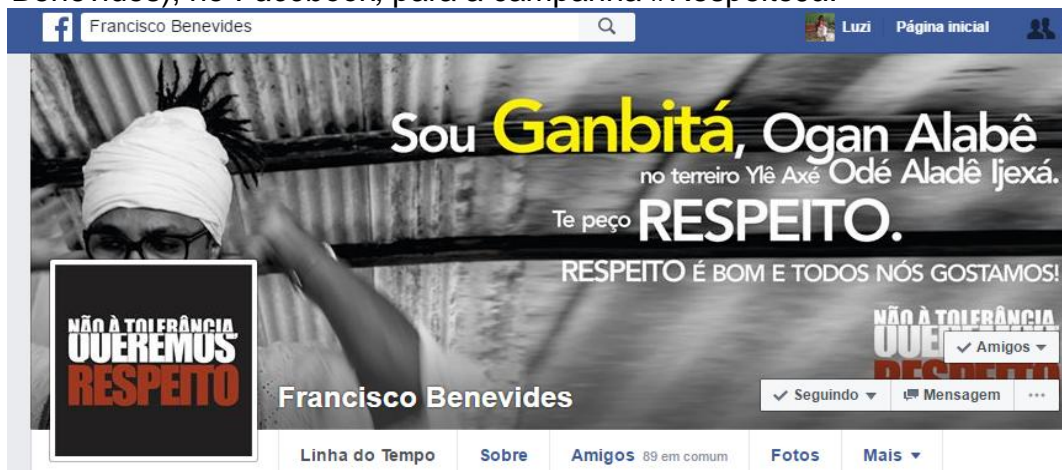 Benevides), no Facebook, para a campanha #Respeitesa.
Francisco Benevides
Luzi
Página inicial
Sou Ganbitá, Ogan Alabê
no terreiro Ylê Axé Odé Aladê Ijexá.
Te peço RESPEITO.
RESPEITO É BOM E TODOS NÓS GOSTAMOS!
NÃO À TOLERÂNCIA
QUEREMOS
RESPEITO
NÃO À TOLERÂNCIA
RESPEITO
Amigos
Francisco Benevides
Seguindo
Mensagem
Linha do Tempo
Sobre
Amigos 89 em comum
Fotos
Mais